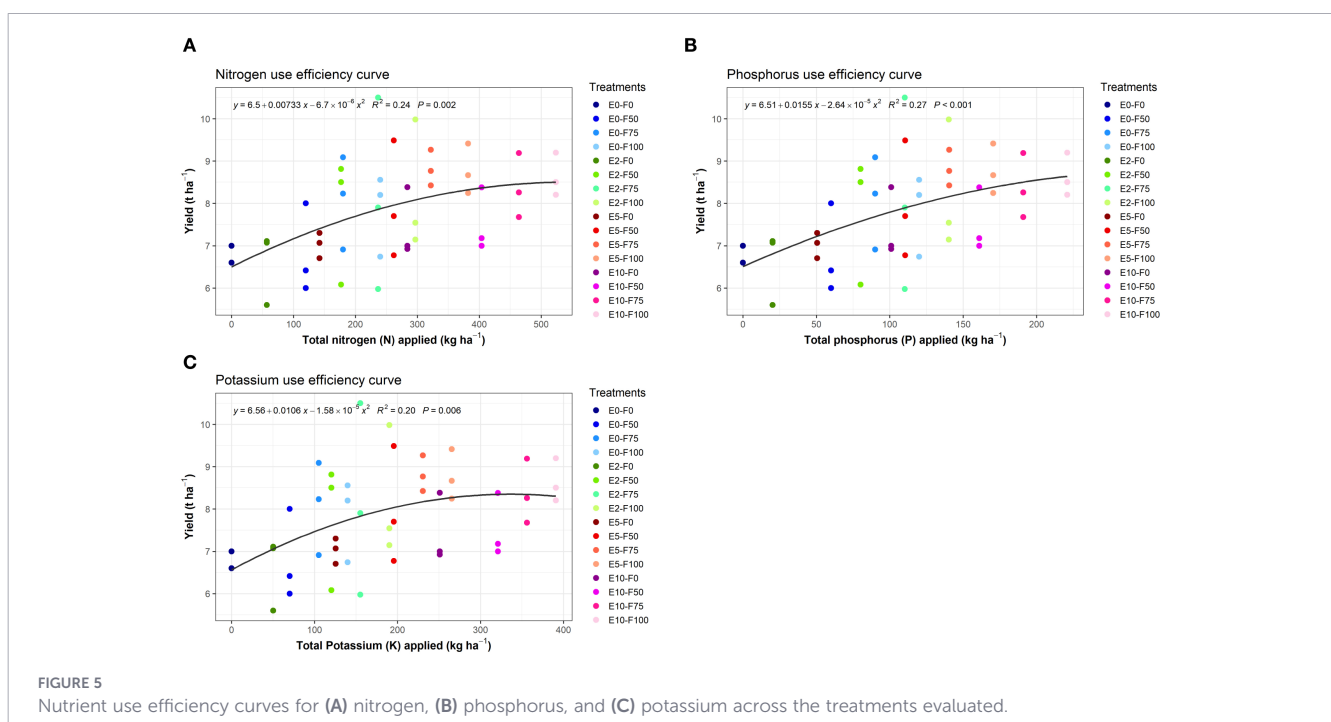 A
Nitrogen use efficiency curve
y = 6.5 + 0.00733 x − 6.7 × 10⁻⁶ x² R² = 0.24 P = 0.002
Yield (t ha⁻¹)
10
9
8
7
6
0 100 200 300 400 500
Total nitrogen (N) applied (kg ha⁻¹)
Treatments
E0-F0
E0-F50
E0-F75
E0-F100
E2-F0
E2-F50
E2-F75
E2-F100
E5-F0
E5-F50
E5-F75
E5-F100
E10-F0
E10-F50
E10-F75
E10-F100
B
Phosphorus use efficiency curve
y = 6.51 + 0.0155 x − 2.64 × 10⁻⁵ x² R² = 0.27 P < 0.001
Yield (t ha⁻¹)
10
9
8
7
6
0 50 100 150 200
Total phosphorus (P) applied (kg ha⁻¹)
Treatments
E0-F0
E0-F50
E0-F75
E0-F100
E2-F0
E2-F50
E2-F75
E2-F100
E5-F0
E5-F50
E5-F75
E5-F100
E10-F0
E10-F50
E10-F75
E10-F100
C
Potassium use efficiency curve
y = 6.56 + 0.0106 x − 1.58 × 10⁻⁵ x² R² = 0.20 P = 0.006
Yield (t ha⁻¹)
10
9
8
7
6
0 100 200 300 400
Total Potassium (K) applied (kg ha⁻¹)
Treatments
E0-F0
E0-F50
E0-F75
E0-F100
E2-F0
E2-F50
E2-F75
E2-F100
E5-F0
E5-F50
E5-F75
E5-F100
E10-F0
E10-F50
E10-F75
E10-F100
FIGURE 5
Nutrient use efficiency curves for (A) nitrogen, (B) phosphorus, and (C) potassium across the treatments evaluated.